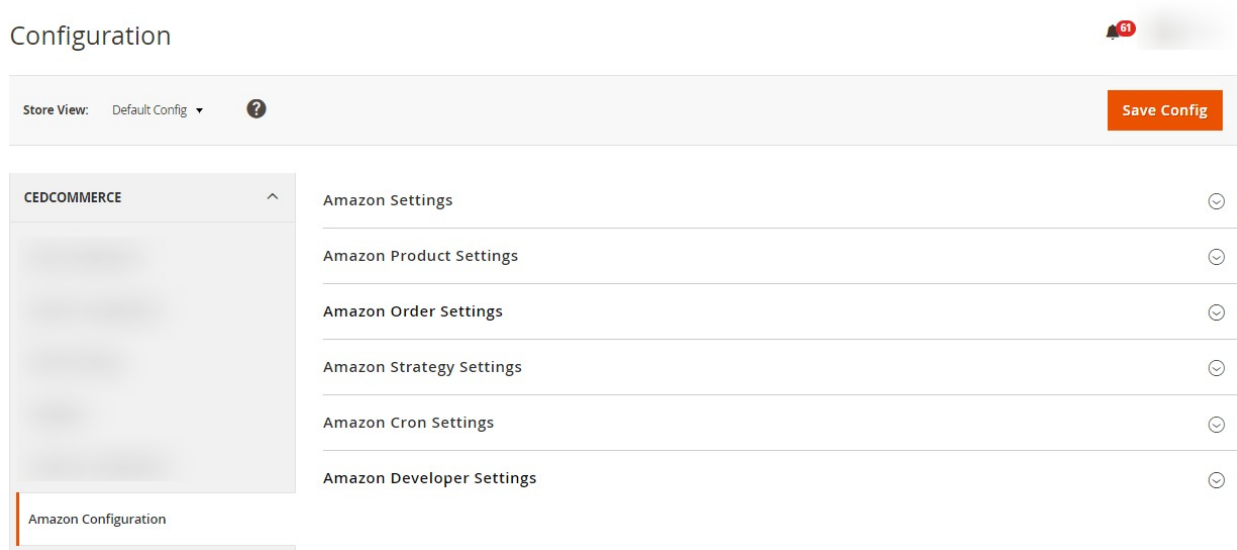 Configuration
61
Store View: Default Config
?
Save Config
CEDCOMMERCE
Amazon Settings
Amazon Product Settings
Amazon Order Settings
Amazon Strategy Settings
Amazon Cron Settings
Amazon Developer Settings
Amazon Configuration